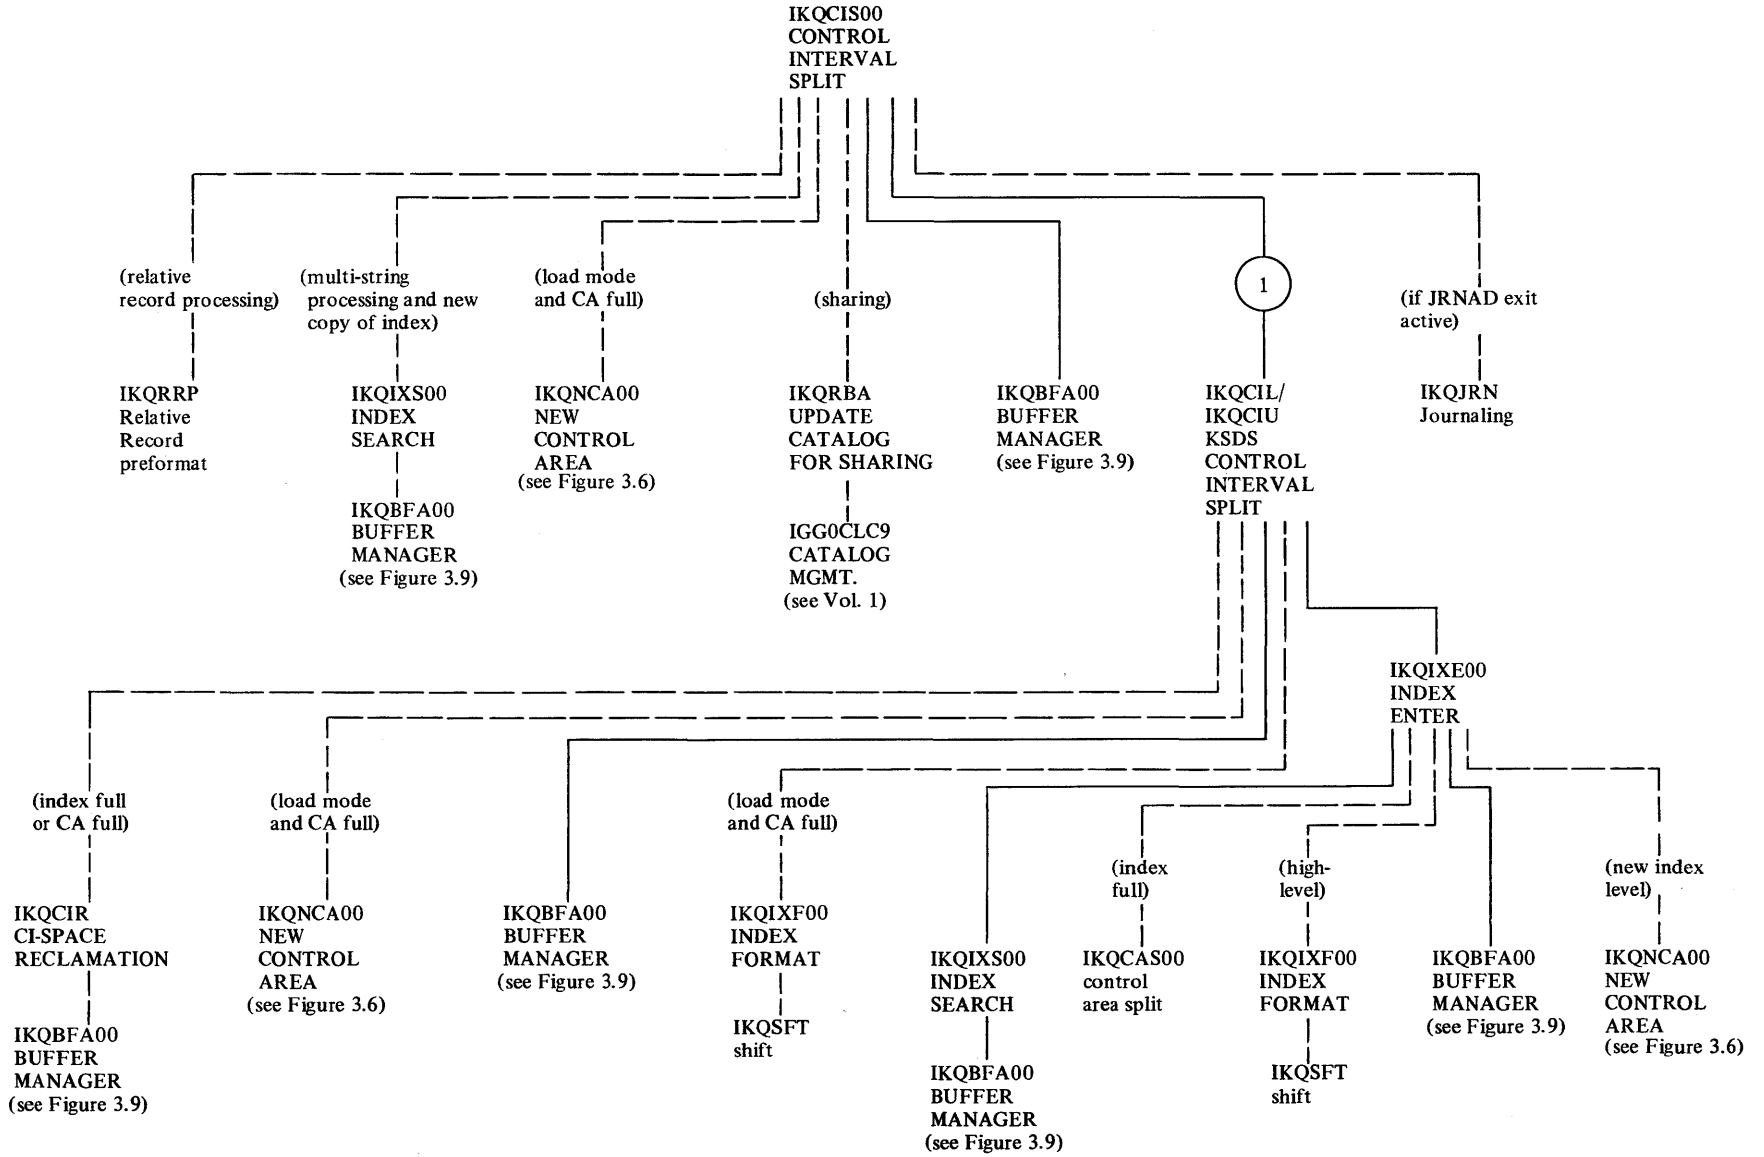 IKQCIS00
CONTROL
INTERVAL
SPLIT
(relative
record processing)
IKQRRP
Relative
Record
preformat
(multi-string
processing and new
copy of index)
IKQIXS00
INDEX
SEARCH
IKQBFA00
BUFFER
MANAGER
(see Figure 3.9)
(load mode
and CA full)
IKQNCA00
NEW
CONTROL
AREA
(see Figure 3.6)
(sharing)
IKQRBA
UPDATE
CATALOG
FOR SHARING
IGG0CLC9
CATALOG
MGMT.
(see Vol. 1)
IKQBFA00
BUFFER
MANAGER
(see Figure 3.9)
1
IKQCIL/
IKQCIU
KSDS
CONTROL
INTERVAL
SPLIT
(if JRNAD exit
active)
IKQJRN
Journaling
(index full
or CA full)
IKQCIR
CI-SPACE
RECLAMATION
IKQBFA00
BUFFER
MANAGER
(see Figure 3.9)
(load mode
and CA full)
IKQNCA00
NEW
CONTROL
AREA
(see Figure 3.6)
IKQBFA00
BUFFER
MANAGER
(see Figure 3.9)
(load mode
and CA full)
IKQIXF00
INDEX
FORMAT
IKQSFT
shift
IKQIXE00
INDEX
ENTER
IKQIXS00
INDEX
SEARCH
IKQBFA00
BUFFER
MANAGER
(see Figure 3.9)
(index
full)
IKQCAS00
control
area split
(high-
level)
IKQIXF00
INDEX
FORMAT
IKQSFT
shift
IKQBFA00
BUFFER
MANAGER
(see Figure 3.9)
(new index
level)
IKQNCA00
NEW
CONTROL
AREA
(see Figure 3.6)